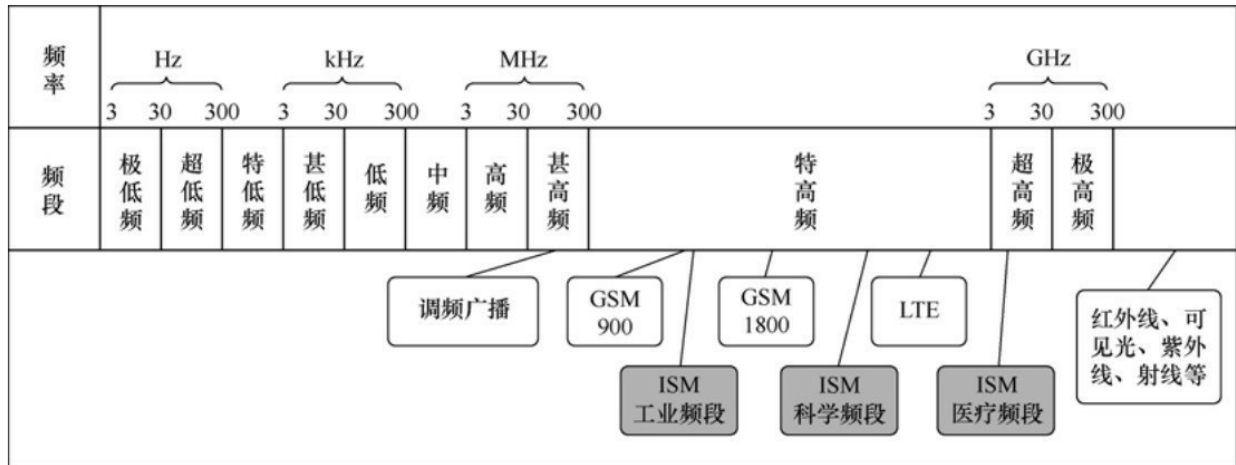 频率
Hz
kHz
MHz
GHz
3 30 300 3 30 300 3 30 300 3 30 300
频段
极低频
超低频
特低频
甚低频
低频
中频
高频
甚高频
特高频
超高频
极高频
调频广播
GSM
900
GSM
1800
LTE
红外线、可
见光、紫外
线、射线等
ISM
工业频段
ISM
科学频段
ISM
医疗频段